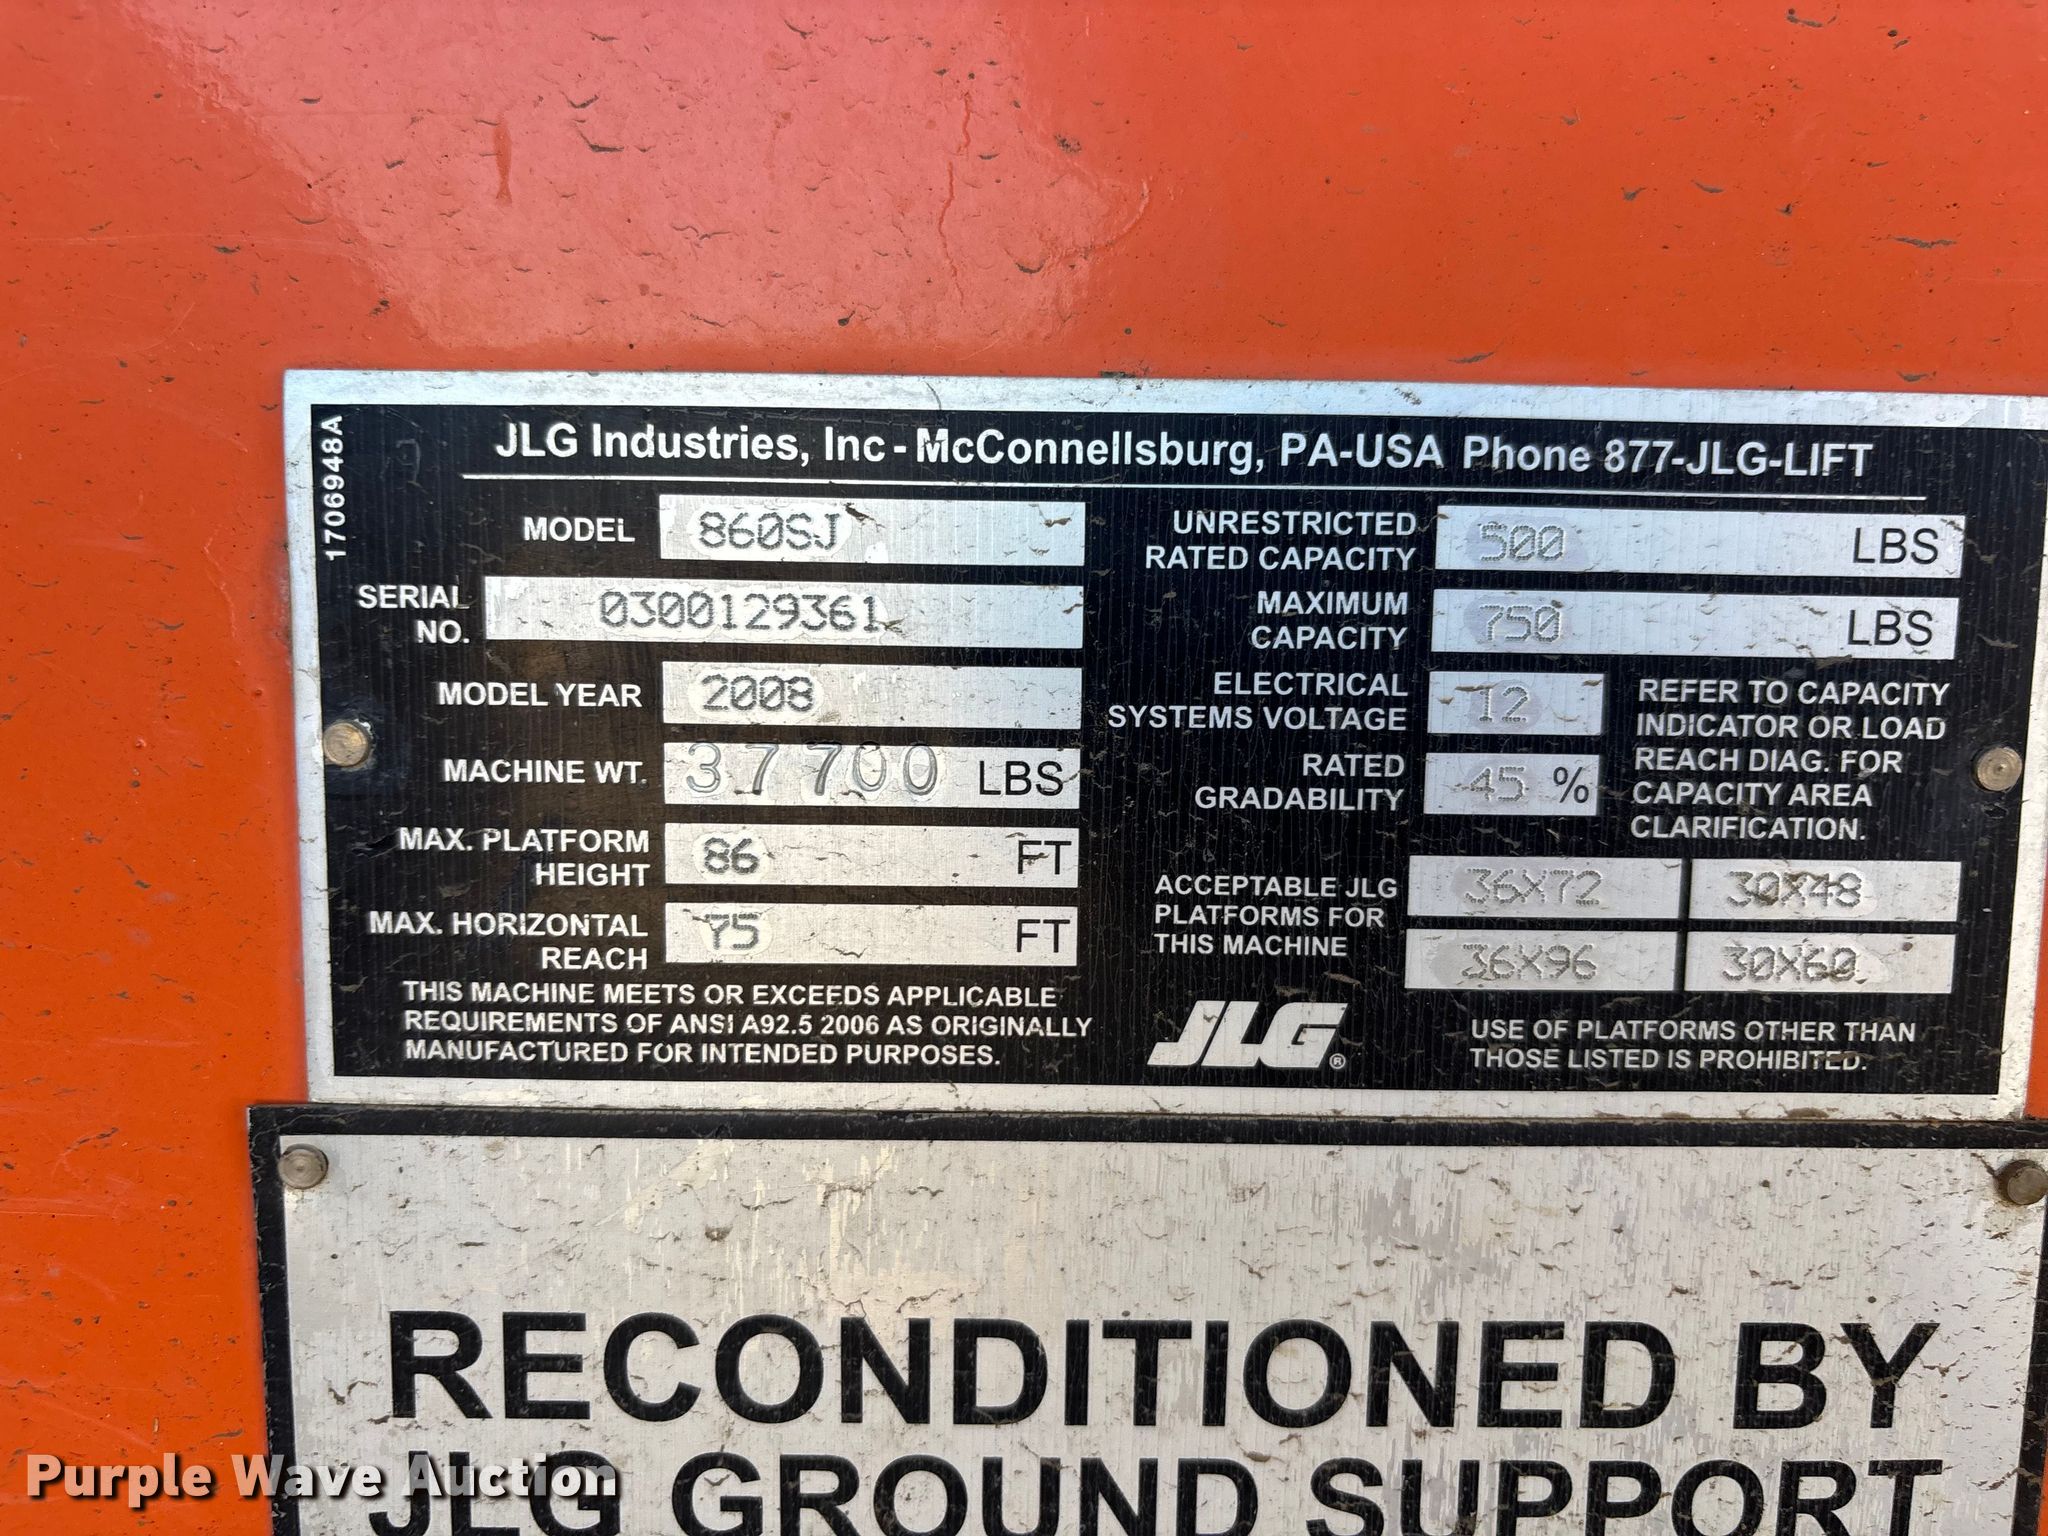 1706948A
JLG Industries, Inc - McConnellsburg, PA-USA Phone 877-JLG-LIFT
MODEL 860SJ
SERIAL NO. 0300129361
MODEL YEAR 2008
MACHINE WT. 37700 LBS
MAX. PLATFORM HEIGHT 86 FT
MAX. HORIZONTAL REACH 75 FT
THIS MACHINE MEETS OR EXCEEDS APPLICABLE
REQUIREMENTS OF ANSI A92.5 2006 AS ORIGINALLY
MANUFACTURED FOR INTENDED PURPOSES.
UNRESTRICTED RATED CAPACITY 500 LBS
MAXIMUM CAPACITY 750 LBS
ELECTRICAL SYSTEMS VOLTAGE 12
RATED GRADABILITY 45 %
REFER TO CAPACITY
INDICATOR OR LOAD
REACH DIAG. FOR
CAPACITY AREA
CLARIFICATION.
ACCEPTABLE JLG
PLATFORMS FOR
THIS MACHINE
36X72 30X48
36X96 30X60
JLG®
USE OF PLATFORMS OTHER THAN
THOSE LISTED IS PROHIBITED.
RECONDITIONED BY
JLG GROUND SUPPORT
Purple Wave Auction